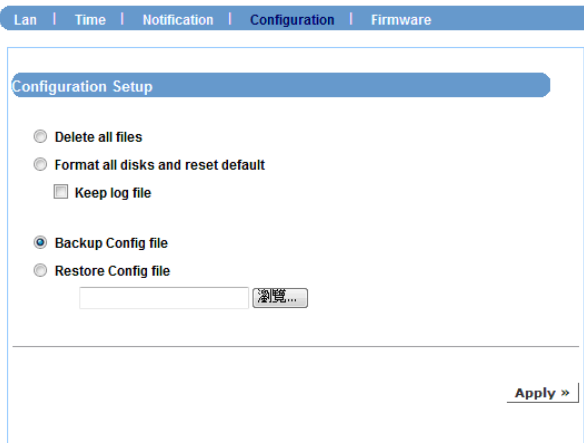 Lan | Time | Notification | Configuration | Firmware
Configuration Setup
Delete all files
Format all disks and reset default
Keep log file
Backup Config file
Restore Config file
瀏覽...
Apply »